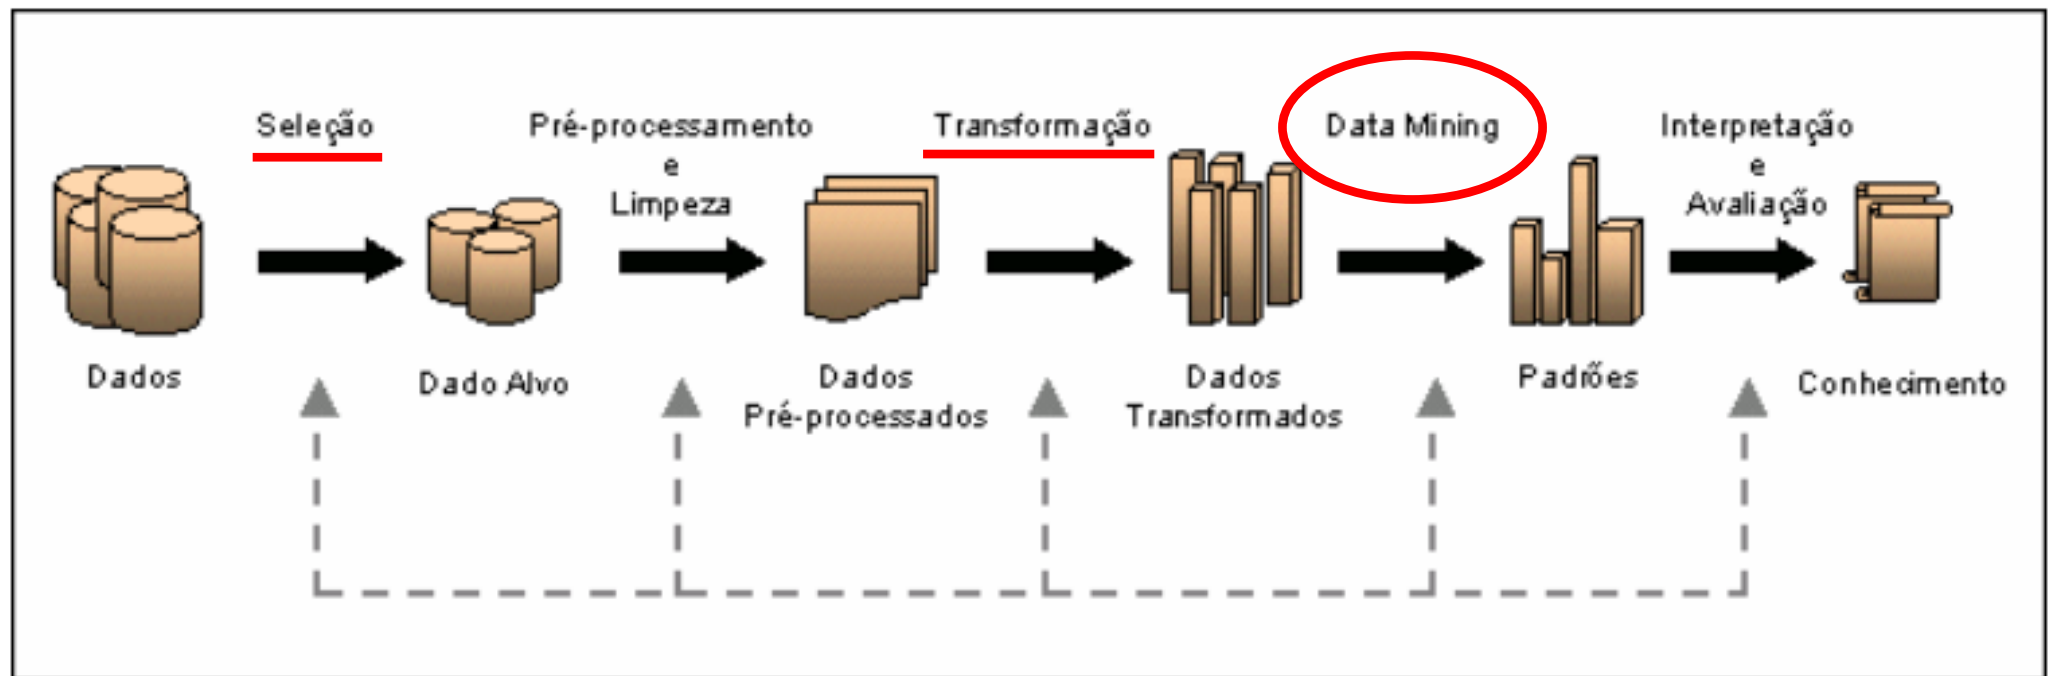 Seleção
Pré-processamento
e
Limpeza
Transformação
Data Mining
Interpretação
e
Avaliação
Dados
Dado Alvo
Dados
Pré-processados
Dados
Transformados
Padrões
Conhecimento